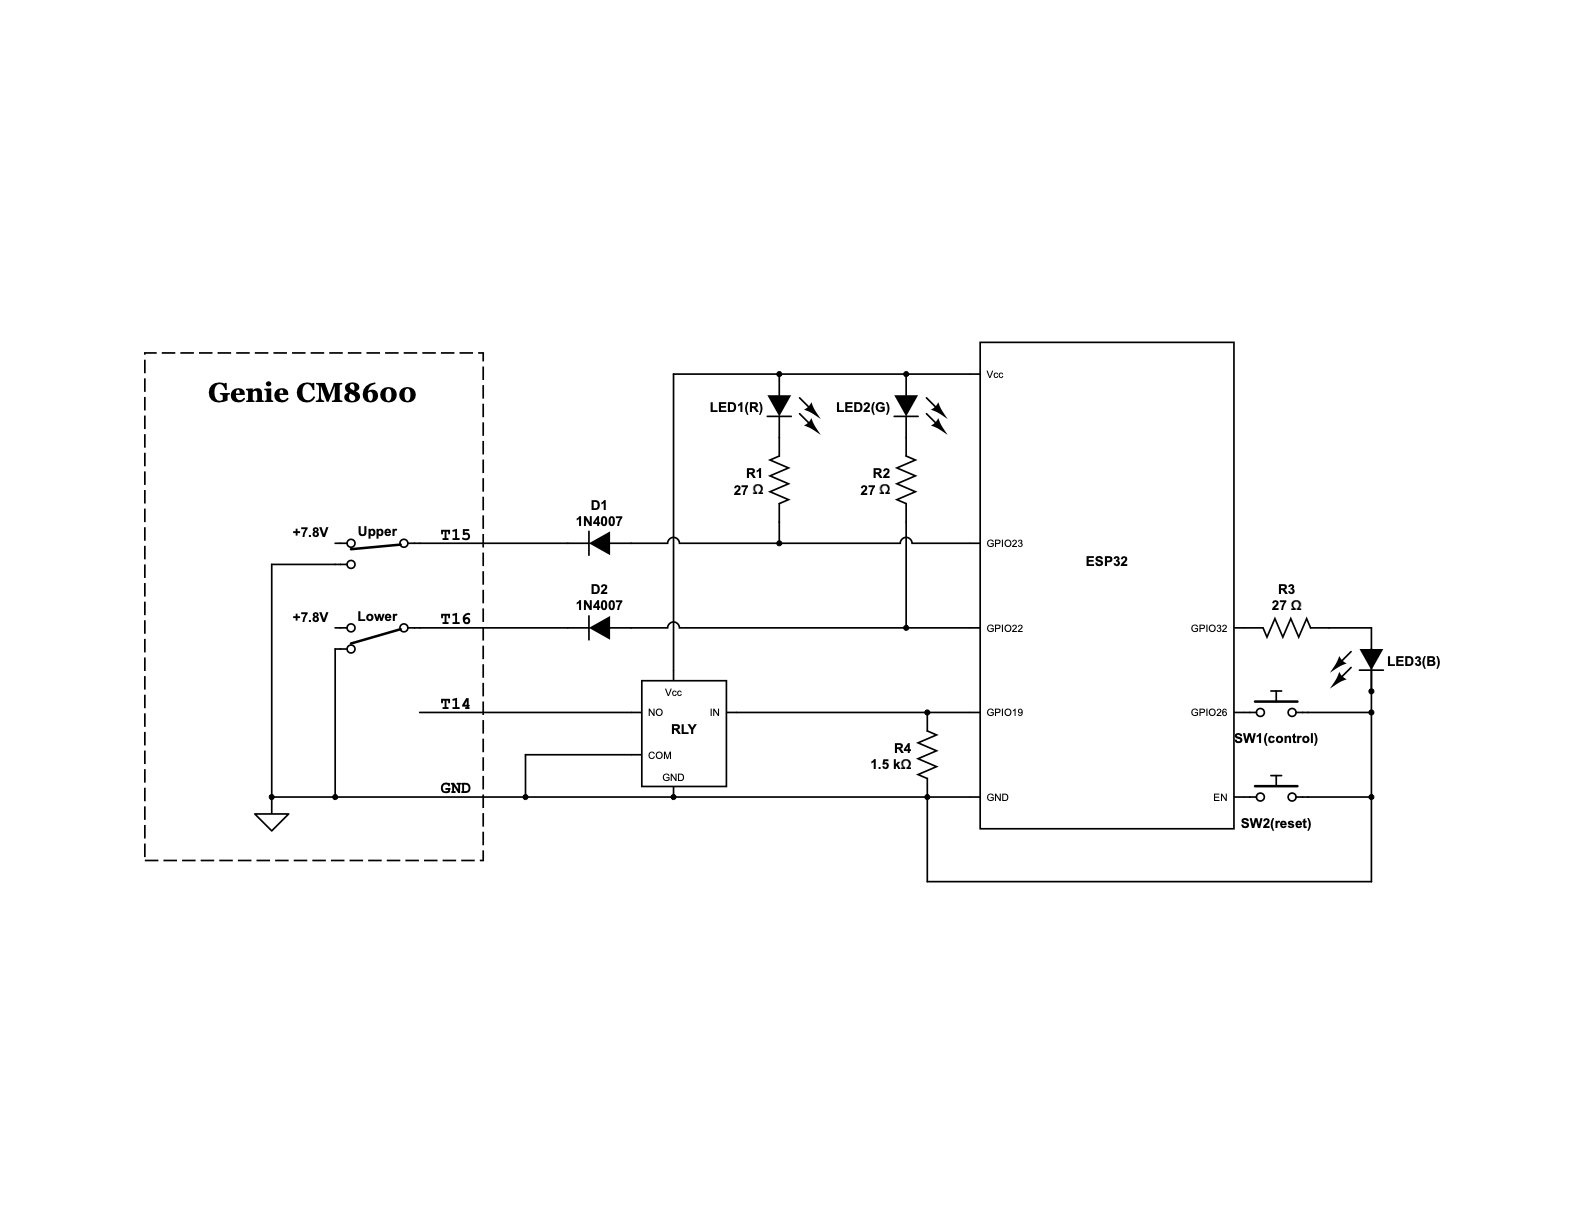 Genie CM8600
Vcc
LED1(R)
LED2(G)
R1
27 Ω
R2
27 Ω
D1
1N4007
+7.8V
Upper
T15
GPIO23
ESP32
D2
1N4007
R3
27 Ω
+7.8V
Lower
T16
GPIO22
GPIO32
LED3(B)
Vcc
T14
NO
IN
RLY
GPIO19
GPIO26
SW1(control)
R4
1.5 kΩ
COM
GND
GND
GND
EN
SW2(reset)